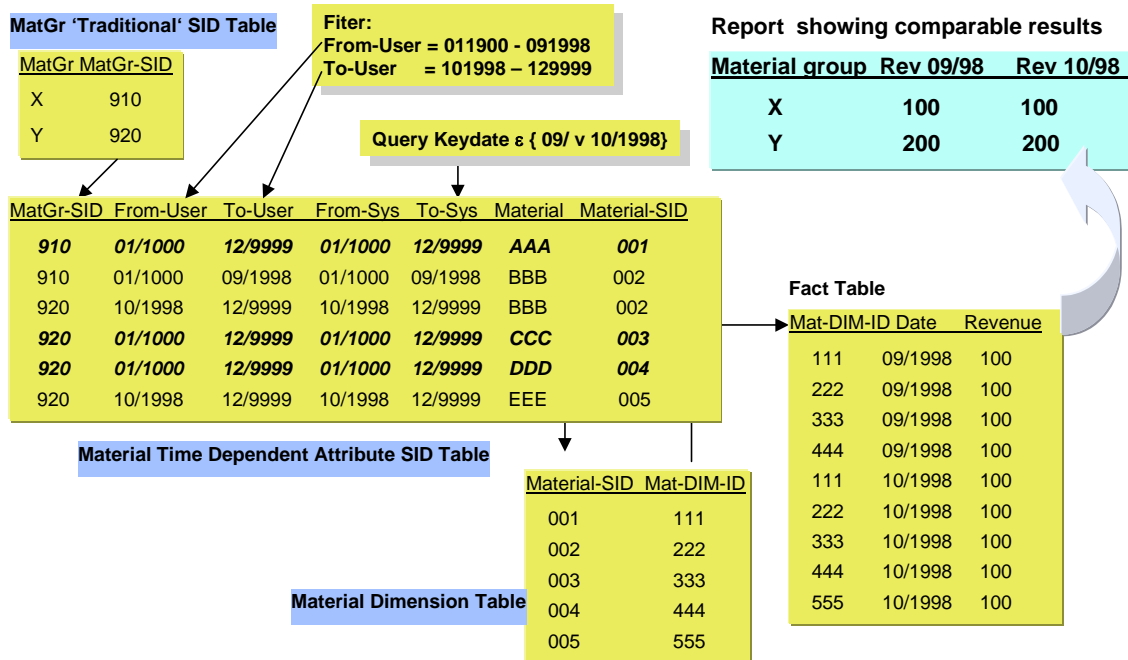 MatGr ‘Traditional‘ SID Table
MatGr MatGr-SID
X 910
Y 920
Fiter:
From-User = 011900 - 091998
To-User = 101998 – 129999
Query Keydate ε { 09/ v 10/1998}
Report showing comparable results
Material group Rev 09/98 Rev 10/98
X 100 100
Y 200 200
MatGr-SID From-User To-User From-Sys To-Sys Material Material-SID
910 01/1000 12/9999 01/1000 12/9999 AAA 001
910 01/1000 09/1998 01/1000 09/1998 BBB 002
920 10/1998 12/9999 10/1998 12/9999 BBB 002
920 01/1000 12/9999 01/1000 12/9999 CCC 003
920 01/1000 12/9999 01/1000 12/9999 DDD 004
920 10/1998 12/9999 10/1998 12/9999 EEE 005
Material Time Dependent Attribute SID Table
Material-SID Mat-DIM-ID
001 111
002 222
003 333
004 444
005 555
Material Dimension Table
Fact Table
Mat-DIM-ID Date Revenue
111 09/1998 100
222 09/1998 100
333 09/1998 100
444 09/1998 100
111 10/1998 100
222 10/1998 100
333 10/1998 100
444 10/1998 100
555 10/1998 100